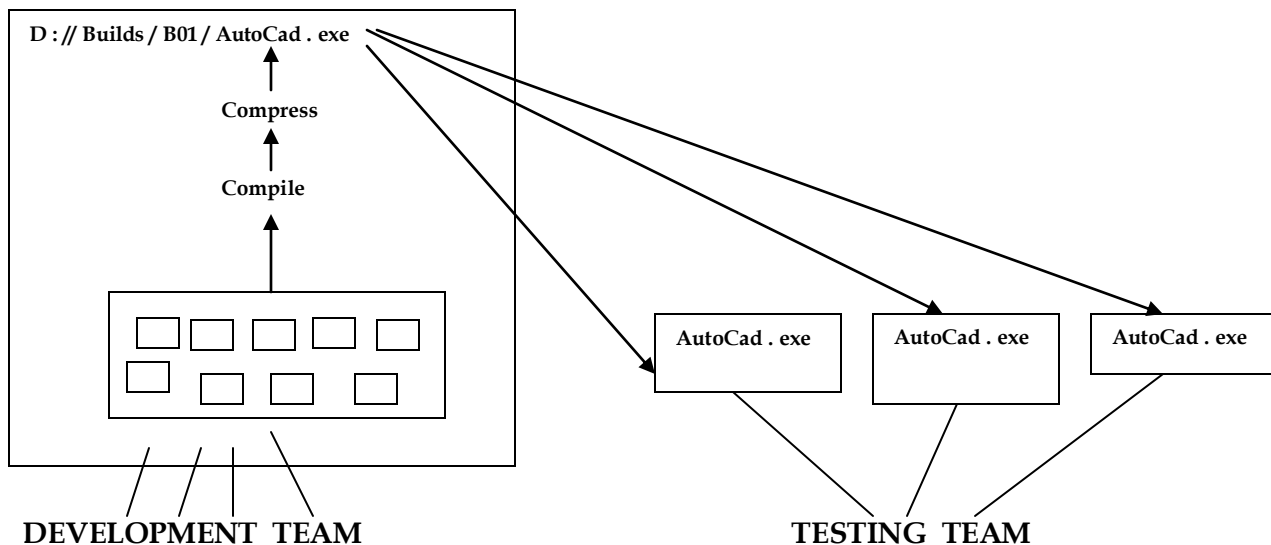 D : // Builds / B01 / AutoCad . exe
Compress
Compile
AutoCad . exe
AutoCad . exe
AutoCad . exe
DEVELOPMENT TEAM
TESTING TEAM